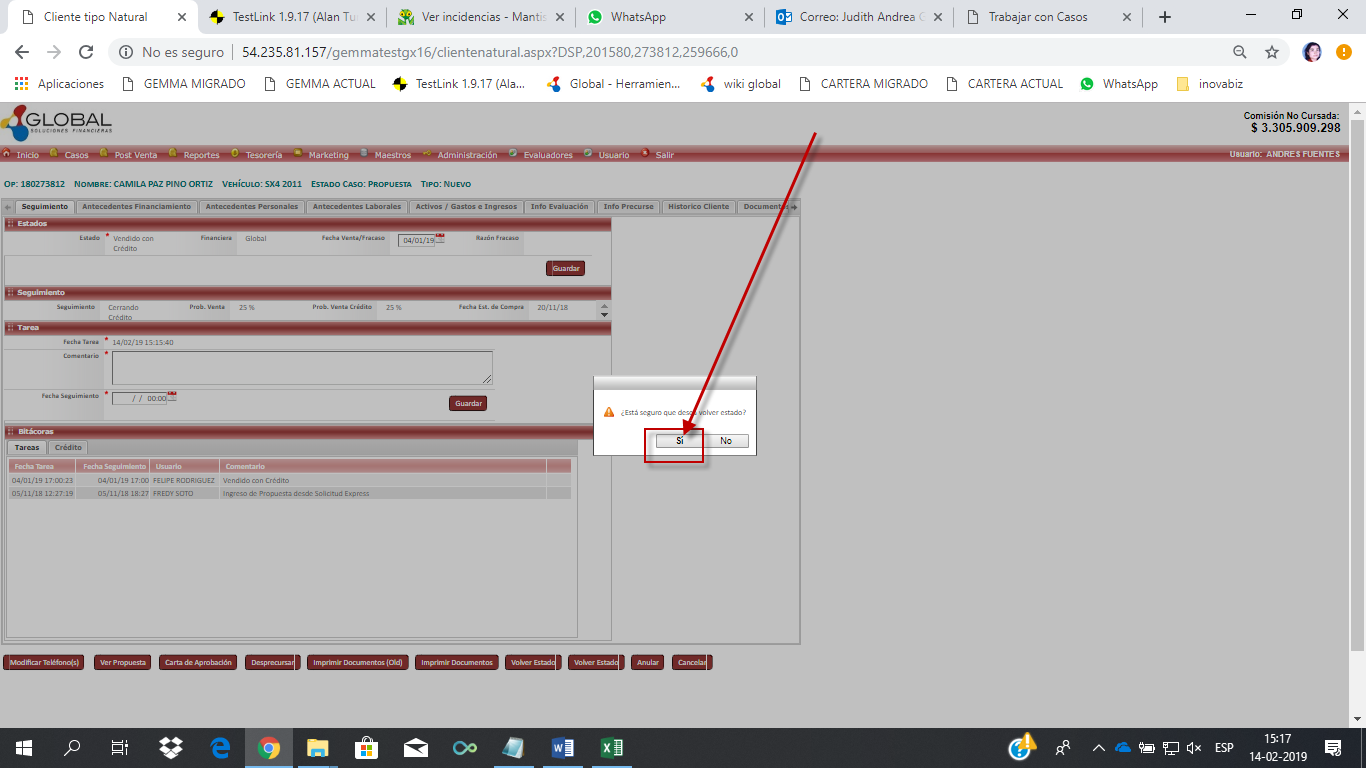 Cliente tipo Natural
TestLink 1.9.17 (Alan Tu
Ver incidencias - Mantis
WhatsApp
Correo: Judith Andrea G
Trabajar con Casos
No es seguro | 54.235.81.157/gemmatestgx16/clientenatural.aspx?DSP,201580,273812,259666,0
Aplicaciones GEMMA MIGRADO GEMMA ACTUAL TestLink 1.9.17 (Ala... Global - Herramien... wiki global CARTERA MIGRADO CARTERA ACTUAL WhatsApp inovabiz
GLOBAL
SOLUCIONES FINANCIERAS
Comisión No Cursada:
$ 3.305.909.298
Inicio Casos Post Venta Reportes Tesorería Marketing Maestros Administración Evaluadores Usuario Salir Usuario: ANDRES FUENTES
Op: 180273812 Nombre: CAMILA PAZ PINO ORTIZ Vehículo: SX4 2011 Estado Caso: Propuesta Tipo: Nuevo
Seguimiento Antecedentes Financiamiento Antecedentes Personales Antecedentes Laborales Activos / Gastos e Ingresos Info Evaluación Info Precurse Historico Cliente Documentos
Estados
Estado * Vendido con Crédito Financiera Global Fecha Venta/Fracaso 04/01/19 Razón Fracaso
Guardar
Seguimiento
Seguimiento Cerrando Crédito Prob. Venta 25 % Prob. Venta Crédito 25 % Fecha Est. de Compra 20/11/18
Tarea
Fecha Tarea * 14/02/19 15:15:40
Comentario *
Fecha Seguimiento * / / 00:00
Guardar
¿Está seguro que desea volver estado?
Sí No
Bitácoras
Tareas Crédito
Fecha Tarea Fecha Seguimiento Usuario Comentario
04/01/19 17:00:23 04/01/19 17:00 FELIPE RODRIGUEZ Vendido con Crédito
05/11/18 12:27:19 05/11/18 18:27 FREDY SOTO Ingreso de Propuesta desde Solicitud Express
Modificar Teléfono(s) Ver Propuesta Carta de Aprobación Desprecursar Imprimir Documentos (Old) Imprimir Documentos Volver Estado Volver Estado Anular Cancelar
ESP
15:17
14-02-2019